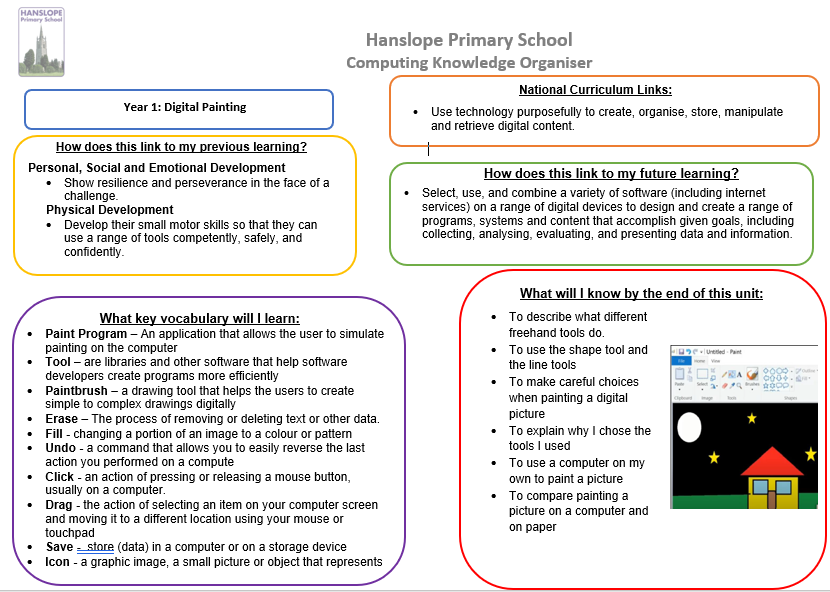 HANSLOPE
Primary School
Hanslope Primary School
Computing Knowledge Organiser
Year 1: Digital Painting
National Curriculum Links:
• Use technology purposefully to create, organise, store, manipulate
and retrieve digital content.
How does this link to my previous learning?
Personal, Social and Emotional Development
• Show resilience and perseverance in the face of a
challenge.
Physical Development
• Develop their small motor skills so that they can
use a range of tools competently, safely, and
confidently.
How does this link to my future learning?
• Select, use, and combine a variety of software (including internet
services) on a range of digital devices to design and create a range of
programs, systems and content that accomplish given goals, including
collecting, analysing, evaluating, and presenting data and information.
What key vocabulary will I learn:
• Paint Program – An application that allows the user to simulate
painting on the computer
• Tool – are libraries and other software that help software
developers create programs more efficiently
• Paintbrush – a drawing tool that helps the users to create
simple to complex drawings digitally
• Erase – The process of removing or deleting text or other data.
• Fill - changing a portion of an image to a colour or pattern
• Undo - a command that allows you to easily reverse the last
action you performed on a compute
• Click - an action of pressing or releasing a mouse button,
usually on a computer.
• Drag - the action of selecting an item on your computer screen
and moving it to a different location using your mouse or
touchpad
• Save - store (data) in a computer or on a storage device
• Icon - a graphic image, a small picture or object that represents
What will I know by the end of this unit:
• To describe what different
freehand tools do.
• To use the shape tool and
the line tools
• To make careful choices
when painting a digital
picture
• To explain why I chose the
tools I used
• To use a computer on my
own to paint a picture
• To compare painting a
picture on a computer and
on paper
Untitled - Paint
File Home View
Paste Select Brushes
Clipboard Image Tools Shapes